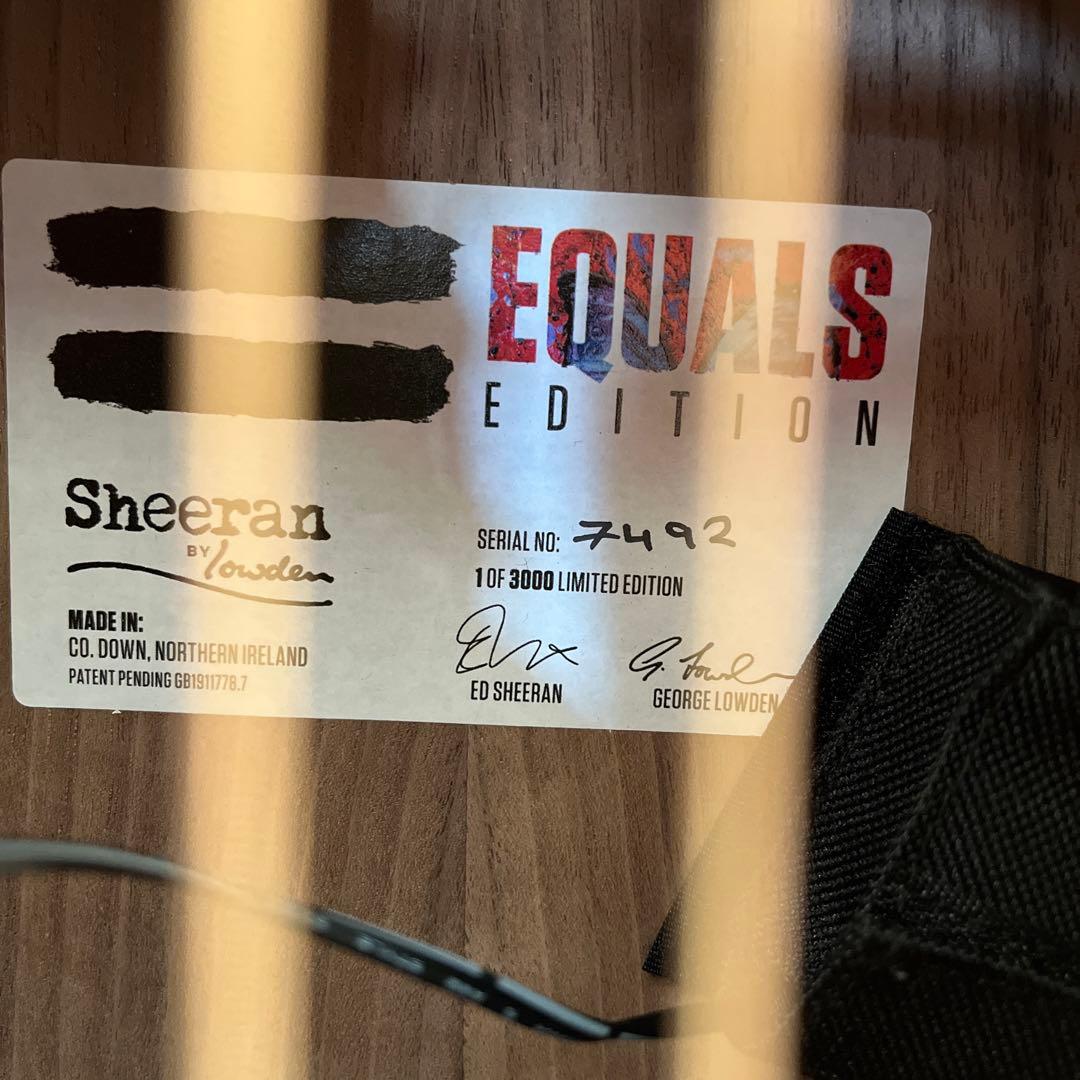 EQUALS
EDITION
Sheeran
BY Lowden
MADE IN:
CO. DOWN, NORTHERN IRELAND
PATENT PENDING GB1911778.7
SERIAL NO: 7492
1 OF 3000 LIMITED EDITION
ED SHEERAN
G. Lowden
GEORGE LOWDEN